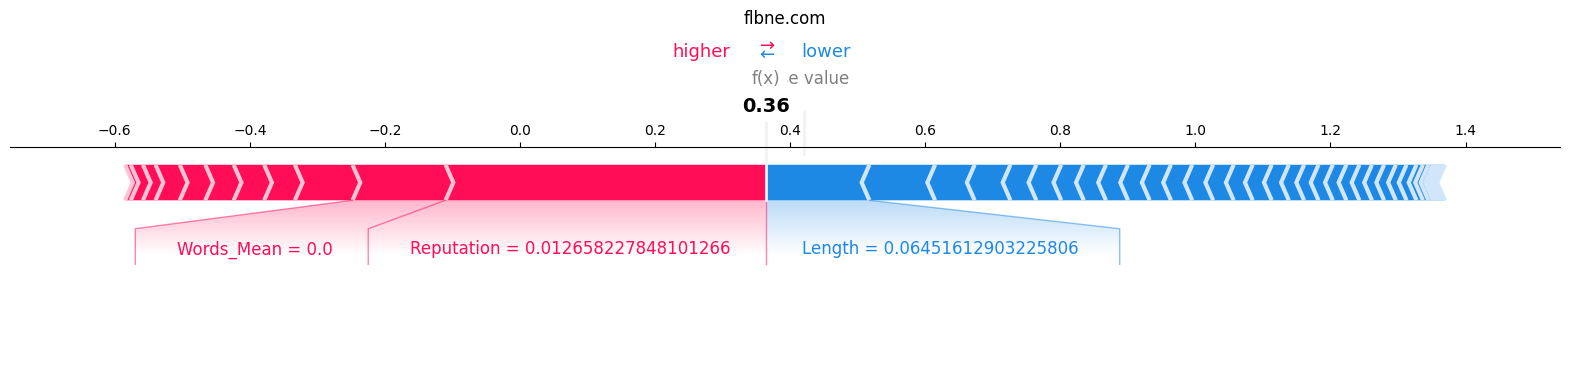 flbne.com
higher ⇄ lower
f(x) e value
0.36
−0.6 −0.4 −0.2 0.0 0.2 0.4 0.6 0.8 1.0 1.2 1.4
Words_Mean = 0.0 Reputation = 0.012658227848101266 Length = 0.06451612903225806